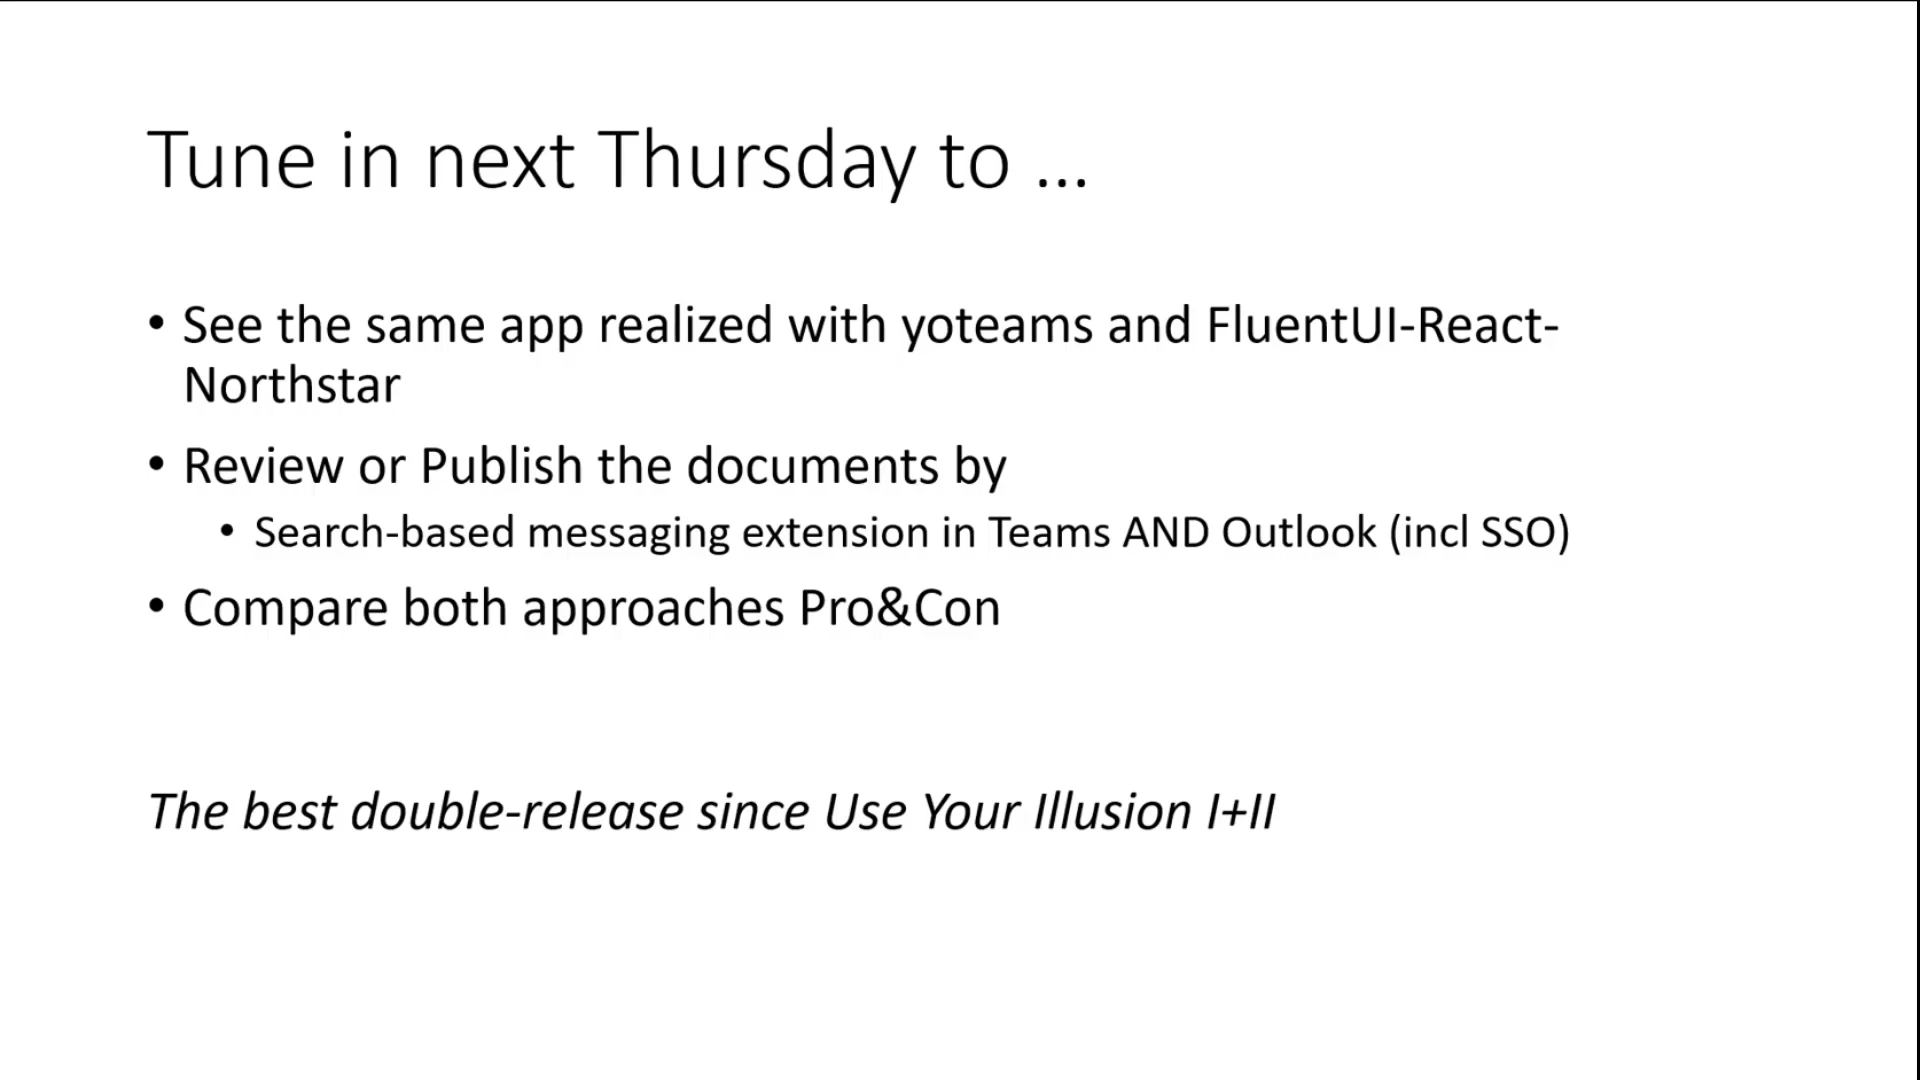 Tune in next Thursday to ...
• See the same app realized with yoteams and FluentUI-React-
Northstar
• Review or Publish the documents by
• Search-based messaging extension in Teams AND Outlook (incl SSO)
• Compare both approaches Pro&Con
The best double-release since Use Your Illusion I+II